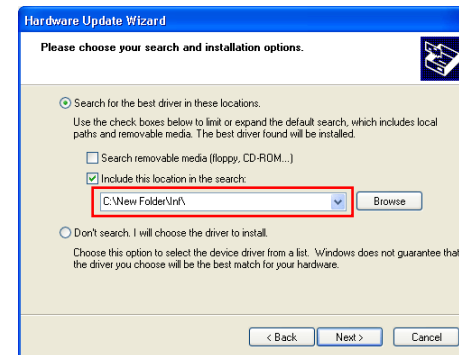 Hardware Update Wizard
Please choose your search and installation options.
Search for the best driver in these locations.
Use the check boxes below to limit or expand the default search, which includes local
paths and removable media. The best driver found will be installed.
Search removable media (floppy, CD-ROM...)
Include this location in the search:
C:\New Folder\Inf\
Browse
Don't search. I will choose the driver to install.
Choose this option to select the device driver from a list. Windows does not guarantee that
the driver you choose will be the best match for your hardware.
< Back Next > Cancel